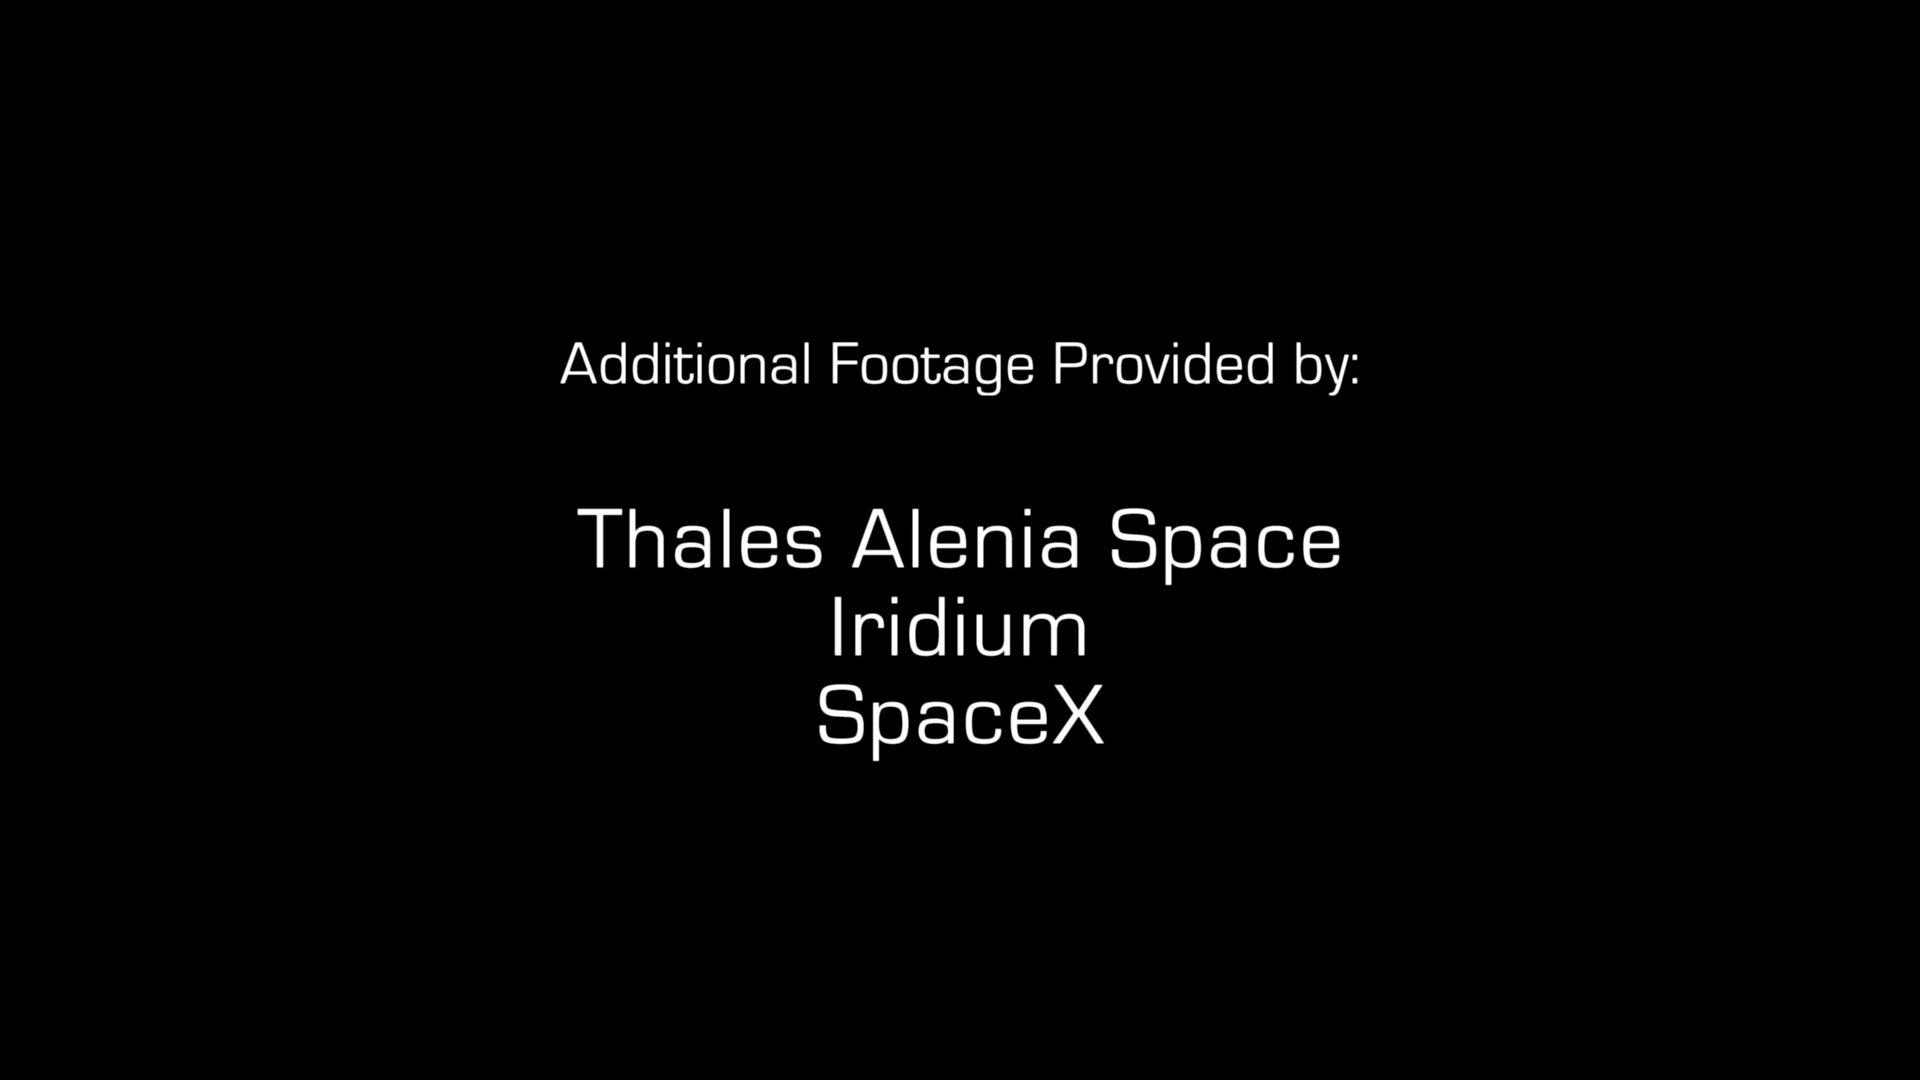 Additional Footage Provided by:
Thales Alenia Space
Iridium
SpaceX